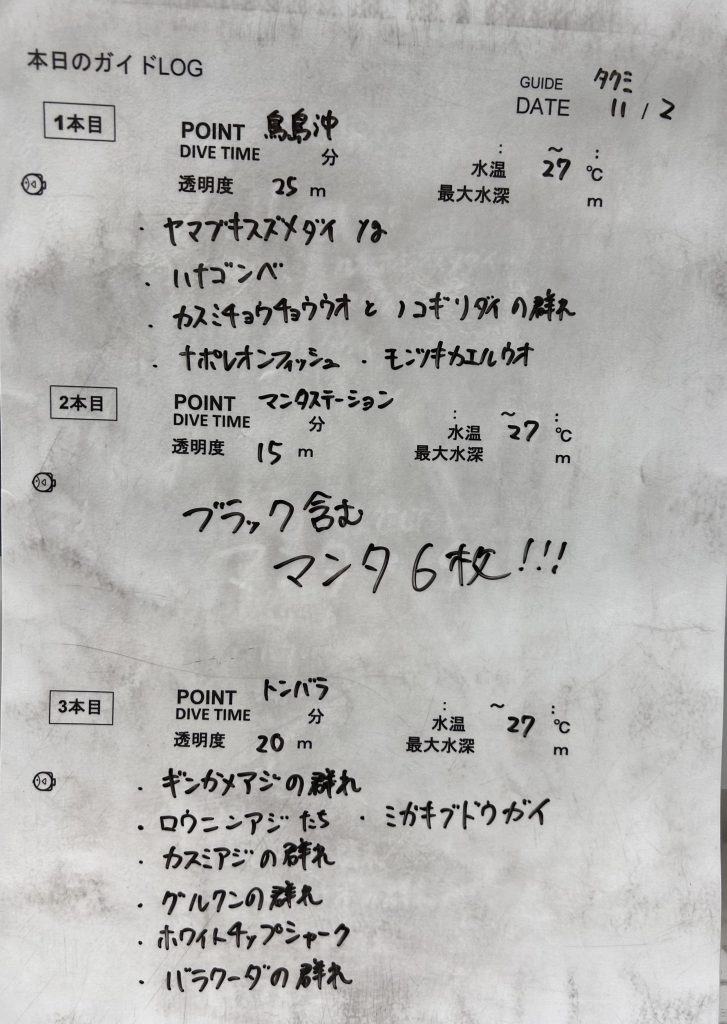 本日のガイドLOG
GUIDE タクミ
DATE 11 / 2
1本目
POINT 鳥島沖
DIVE TIME 分 : 〜 :
透明度 25 m 水温 27 ℃
最大水深 m
・ヤマブキスズメダイ yg
・ハナゴンベ
・カスミチョウチョウウオ と ノコギリダイ の群れ
・ナポレオンフィッシュ ・モンツキカエルウオ
2本目
POINT マンタステーション
DIVE TIME 分 : 〜 :
透明度 15 m 水温 27 ℃
最大水深 m
ブラック含む
マンタ 6枚!!!
3本目
POINT トンバラ
DIVE TIME 分 : 〜 :
透明度 20 m 水温 27 ℃
最大水深 m
・ギンガメアジの群れ
・ロウニンアジたち ・ミガキブドウガイ
・カスミアジの群れ
・グルクンの群れ
・ホワイトチップシャーク
・バラクーダの群れ